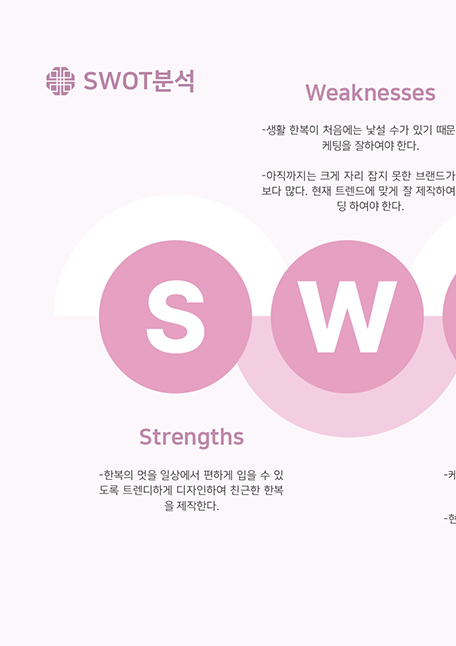 SWOT분석
Weaknesses
-생활 한복이 처음에는 낯설 수가 있기 때문
케팅을 잘하여야 한다.
-아직까지는 크게 자리 잡지 못한 브랜드가
보다 많다. 현재 트렌드에 맞게 잘 제작하여
딩 하여야 한다.
S W
Strengths
-한복의 멋을 일상에서 편하게 입을 수 있
도록 트렌디하게 디자인하여 친근한 한복
을 제작한다.
-케
-현